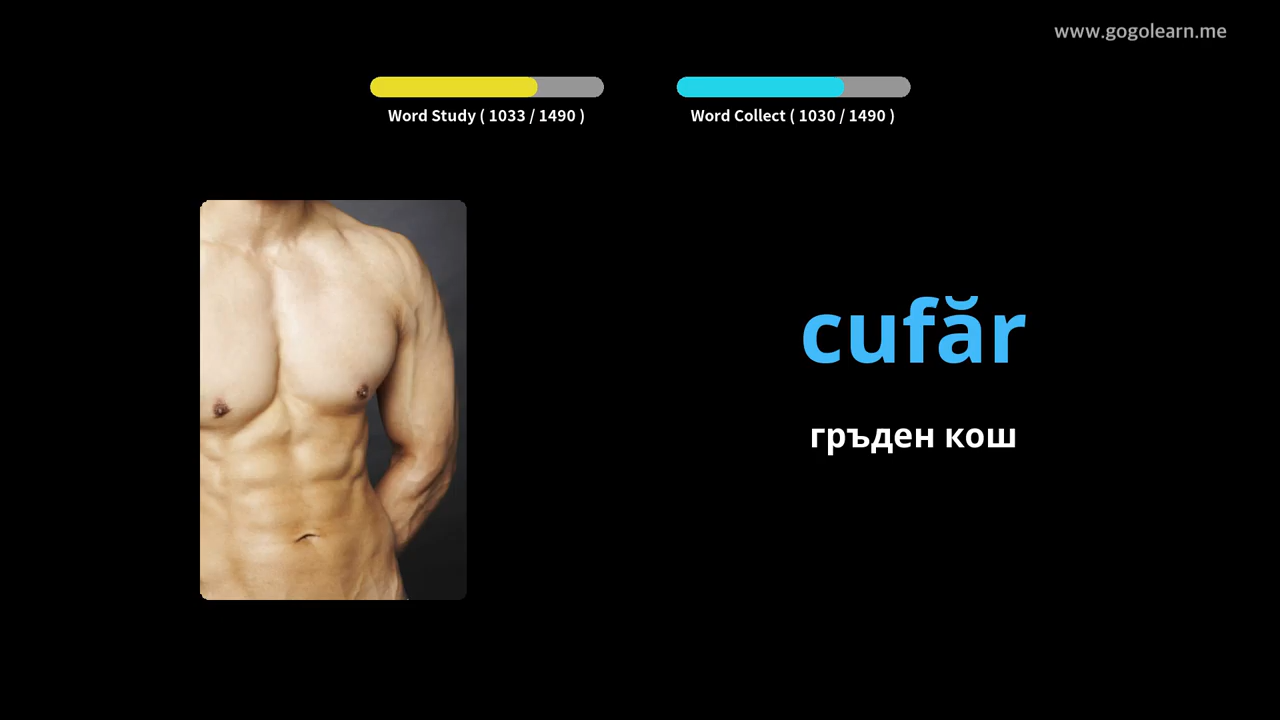 www.gogolearn.me
Word Study ( 1033 / 1490 )
Word Collect ( 1030 / 1490 )
cufăr
гръден кош